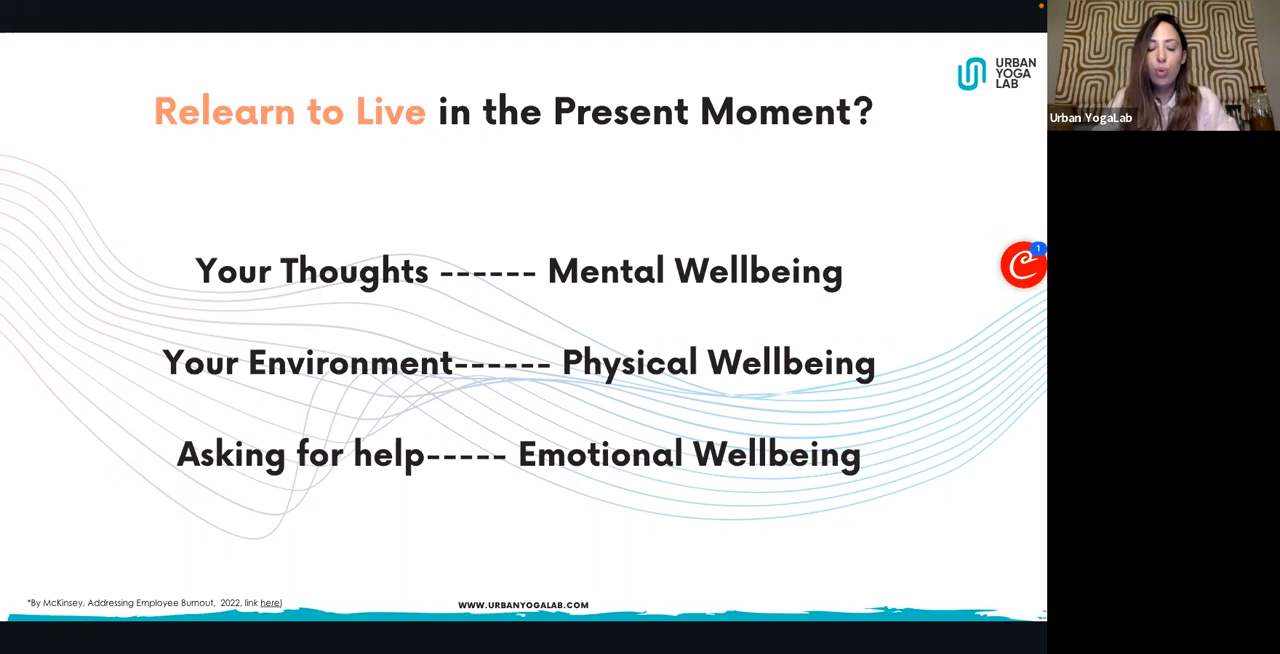 URBAN
YOGA
LAB
Relearn to Live in the Present Moment?
Urban YogaLab
1
Your Thoughts ------ Mental Wellbeing
Your Environment------ Physical Wellbeing
Asking for help----- Emotional Wellbeing
*By McKinsey, Addressing Employee Burnout, 2022, link here)
WWW.URBANYOGALAB.COM